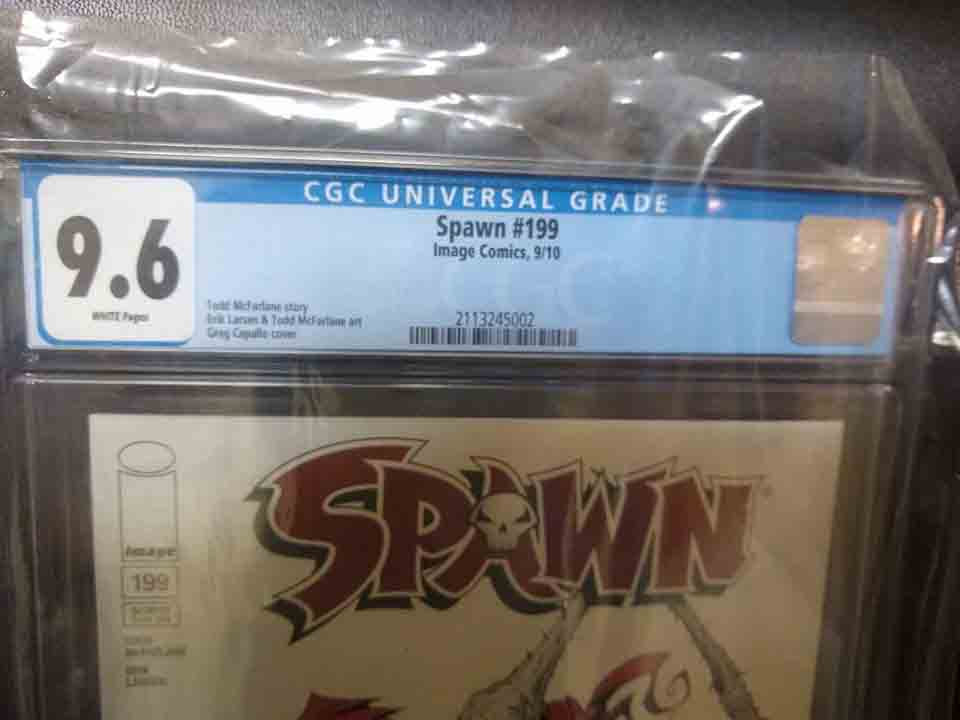 CGC UNIVERSAL GRADE
9.6
WHITE Pages
Spawn #199
Image Comics, 9/10
Todd McFarlane story
Erik Larsen & Todd McFarlane art
Greg Capullo cover
2113245002
SPAWN
image
199